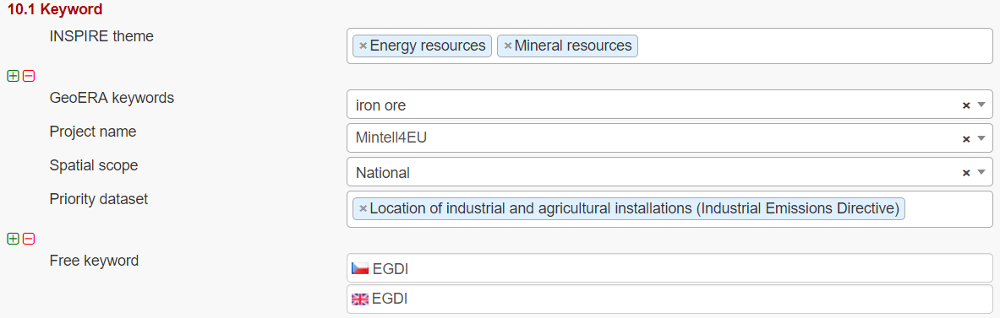 10.1 Keyword
INSPIRE theme
×Energy resources ×Mineral resources
GeoERA keywords
iron ore ×
Project name
Mintell4EU ×
Spatial scope
National ×
Priority dataset
×Location of industrial and agricultural installations (Industrial Emissions Directive)
Free keyword
EGDI
EGDI